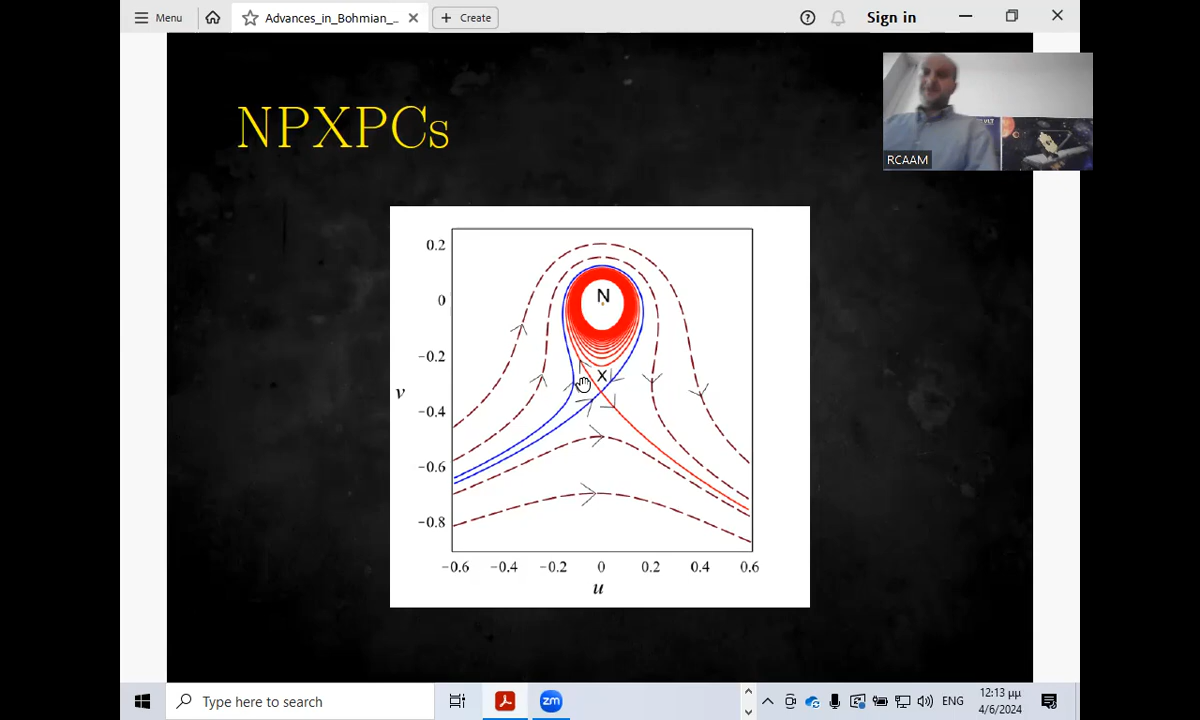 Menu
Advances_in_Bohmian_...
Create
Sign in
NPXPCs
VLT
RCAAM
0.2
0
−0.2
−0.4
−0.6
−0.8
v
N
X
−0.6 −0.4 −0.2 0 0.2 0.4 0.6
u
Type here to search
zm
ENG
12:13 μμ
4/6/2024